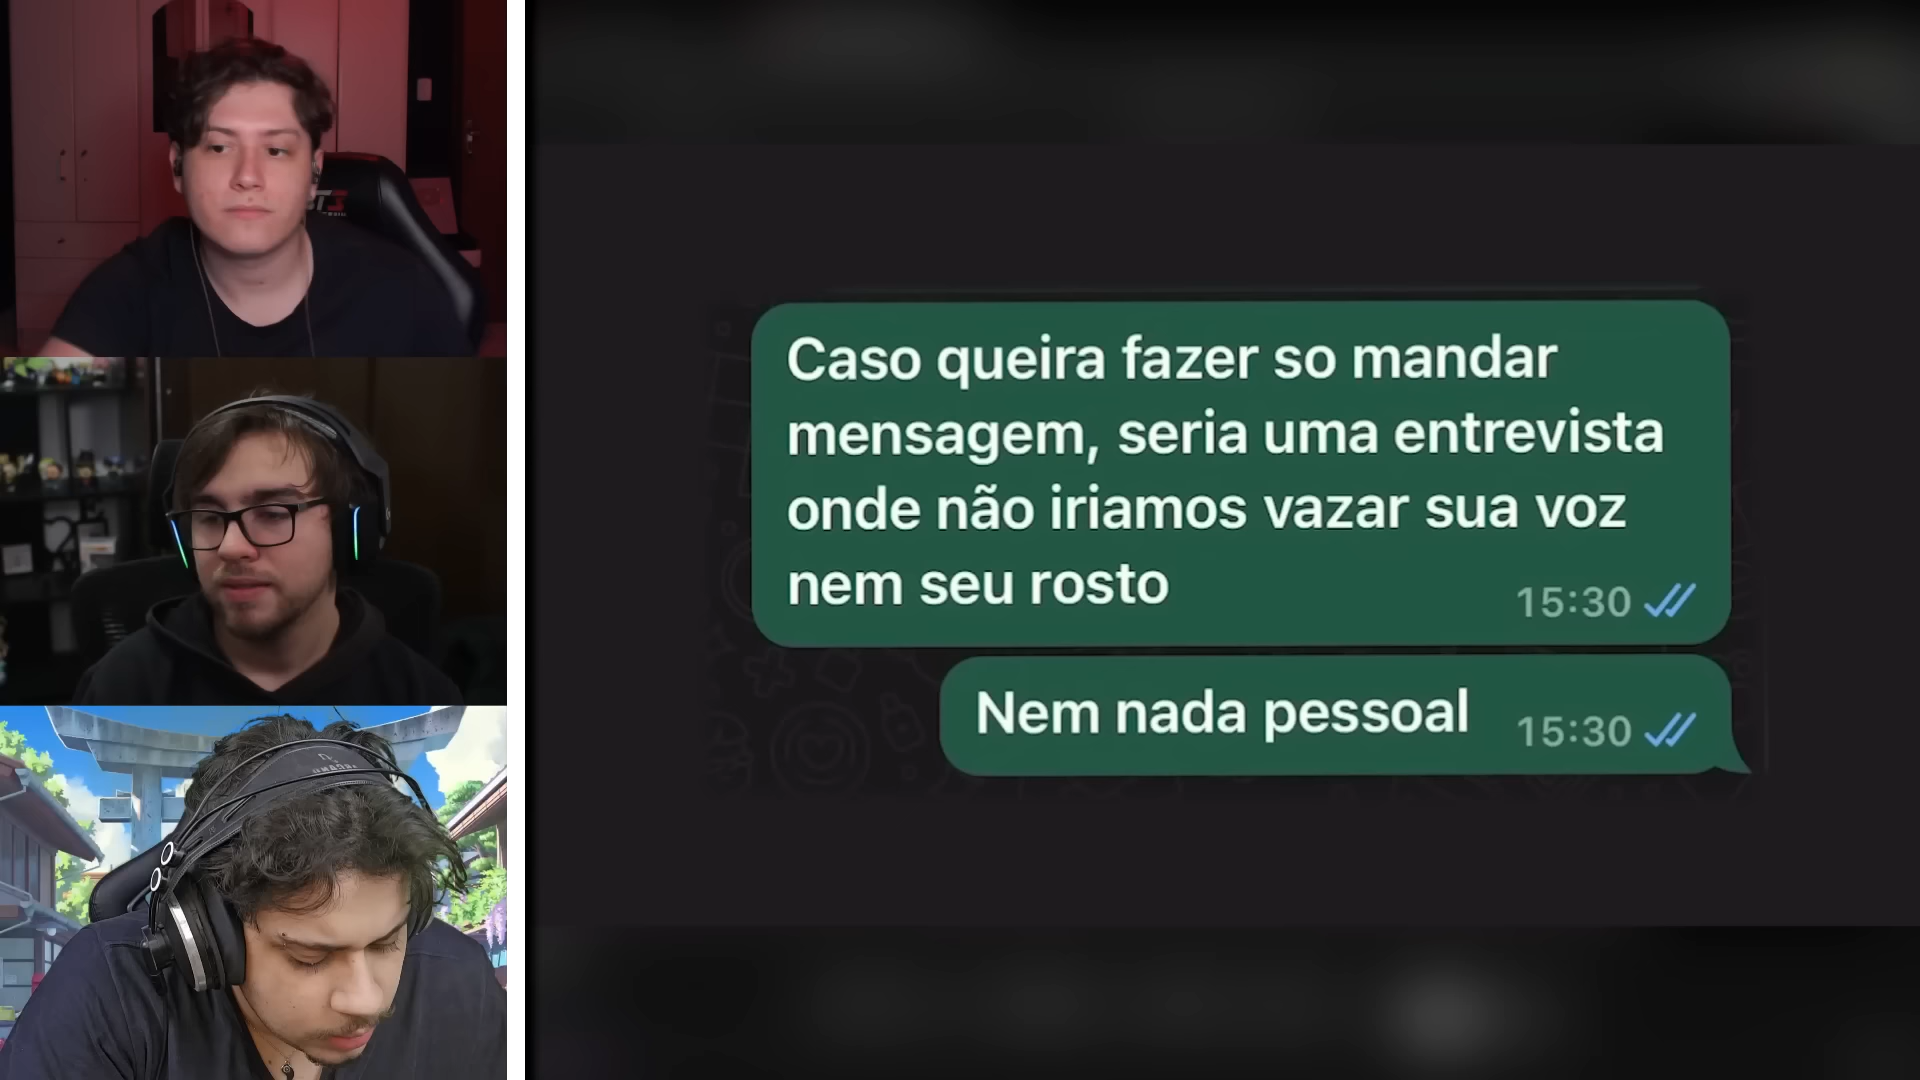 Caso queira fazer so mandar
mensagem, seria uma entrevista
onde não iriamos vazar sua voz
nem seu rosto
15:30
Nem nada pessoal
15:30